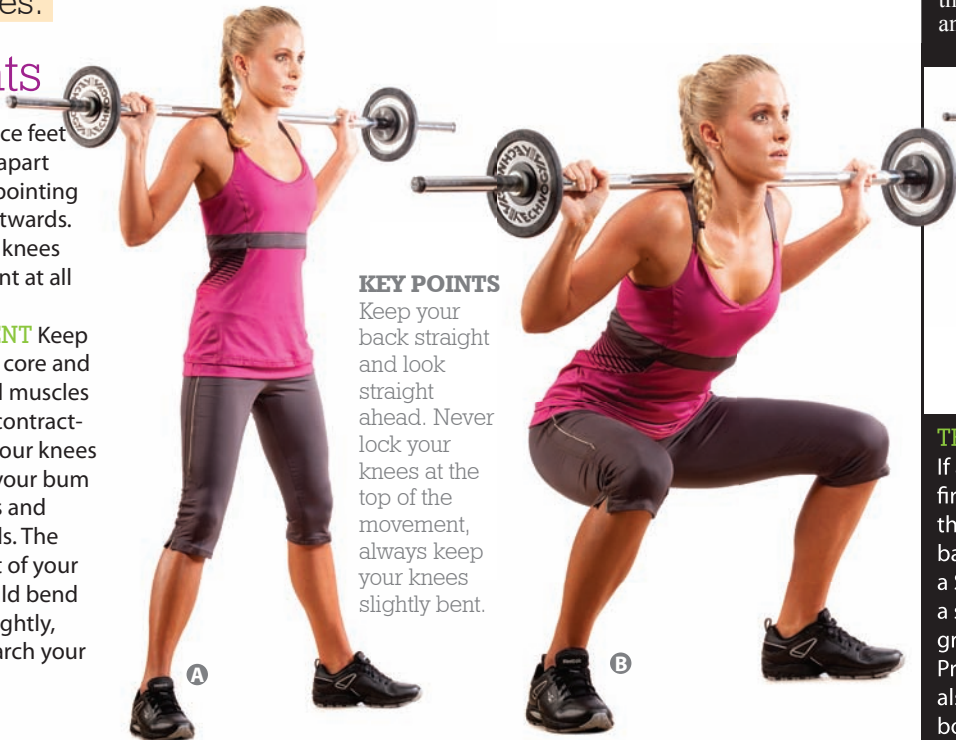 es.
ts
ce feet
apart
pointing
twards.
knees
nt at all
ENT Keep
core and
l muscles
contract-
our knees
your bum
s and
ls. The
t of your
ld bend
ghtly,
arch your
KEY POINTS
Keep your
back straight
and look
straight
ahead. Never
lock your
knees at the
top of the
movement,
always keep
your knees
slightly bent.
A
B
th
an
If
fir
th
ba
a S
a s
gr
Pr
als
bo